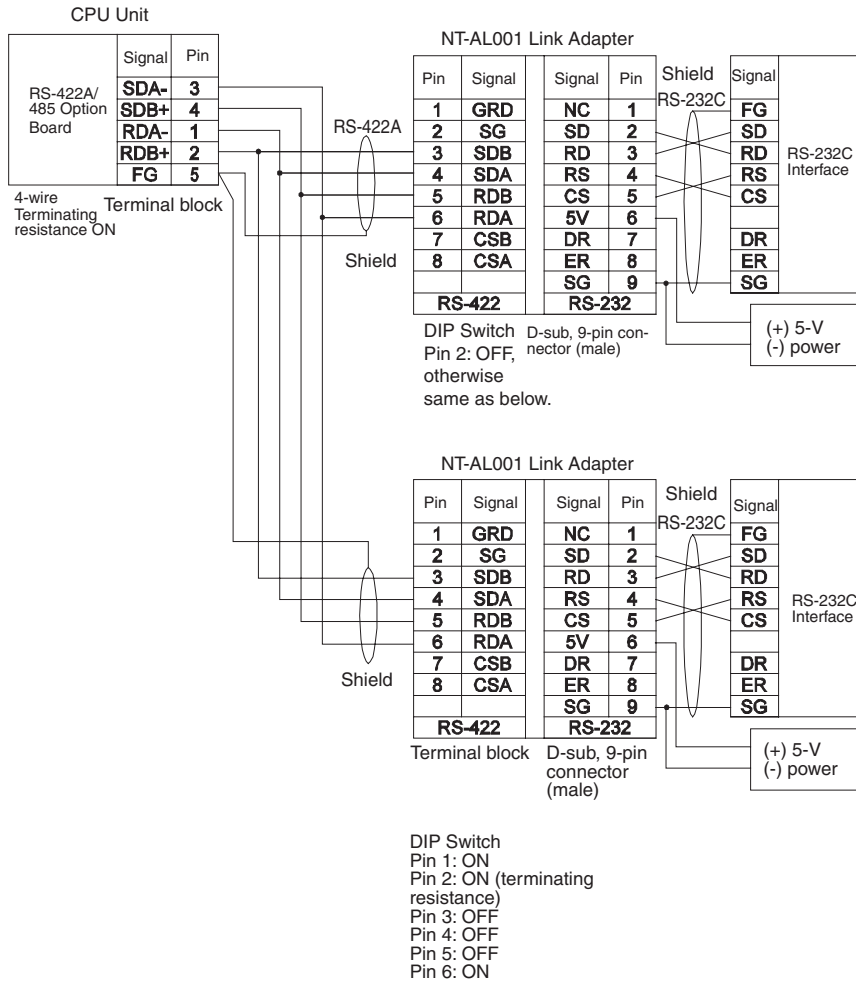 CPU Unit
Signal Pin
RS-422A/
485 Option
Board
SDA- 3
SDB+ 4
RDA- 1
RDB+ 2
FG 5
4-wire
Terminating
resistance ON
Terminal block
RS-422A
Shield
NT-AL001 Link Adapter
Pin Signal Signal Pin
1 GRD NC 1
2 SG SD 2
3 SDB RD 3
4 SDA RS 4
5 RDB CS 5
6 RDA 5V 6
7 CSB DR 7
8 CSA ER 8
SG 9
RS-422 RS-232
DIP Switch
Pin 2: OFF,
otherwise
same as below.
D-sub, 9-pin con-
nector (male)
Shield
RS-232C
Signal
FG
SD
RD
RS
CS
DR
ER
SG
RS-232C
Interface
(+) 5-V
(-) power
NT-AL001 Link Adapter
Shield
Pin Signal Signal Pin
1 GRD NC 1
2 SG SD 2
3 SDB RD 3
4 SDA RS 4
5 RDB CS 5
6 RDA 5V 6
7 CSB DR 7
8 CSA ER 8
SG 9
RS-422 RS-232
Terminal block
D-sub, 9-pin
connector
(male)
Shield
RS-232C
Signal
FG
SD
RD
RS
CS
DR
ER
SG
RS-232C
Interface
(+) 5-V
(-) power
DIP Switch
Pin 1: ON
Pin 2: ON (terminating
resistance)
Pin 3: OFF
Pin 4: OFF
Pin 5: OFF
Pin 6: ON